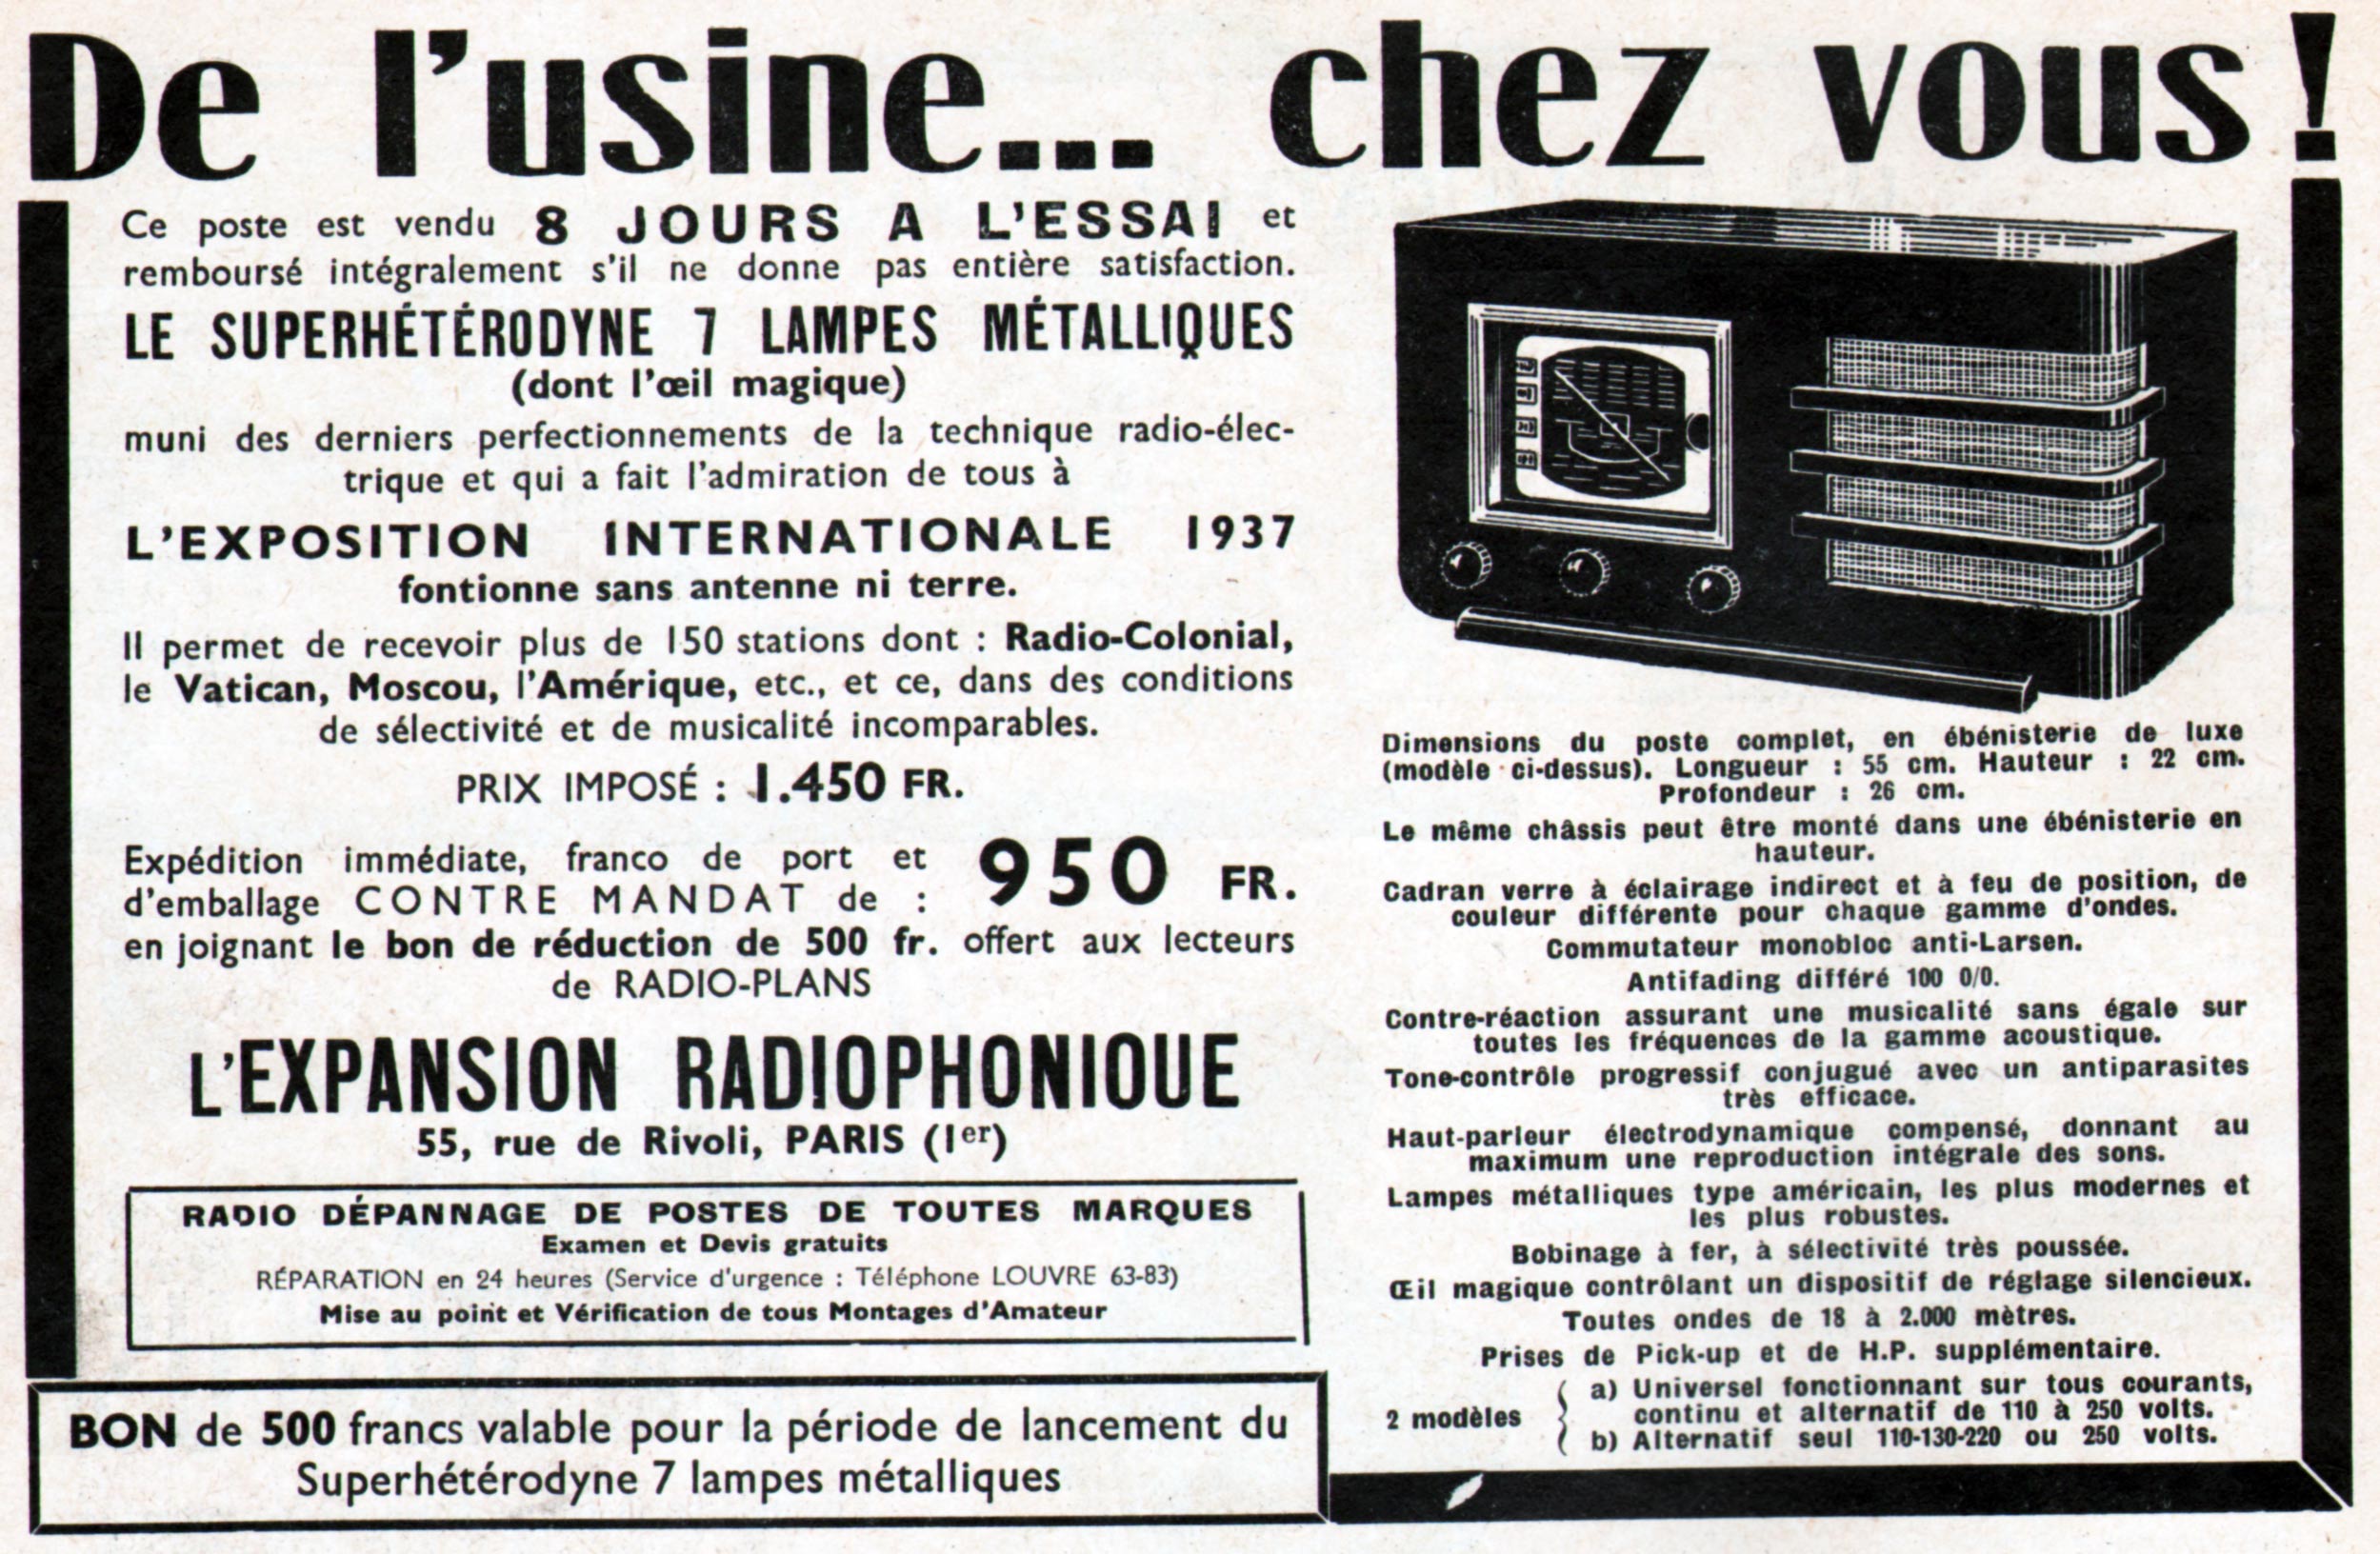 De l'usine... chez vous!
Ce poste est vendu 8 JOURS A L'ESSAI et
remboursé intégralement s'il ne donne pas entière satisfaction.
LE SUPERHÉTÉRODYNE 7 LAMPES MÉTALLIQUES
(dont l'œil magique)
muni des derniers perfectionnements de la technique radio-élec-
trique et qui a fait l'admiration de tous à
L'EXPOSITION INTERNATIONALE 1937
fontionne sans antenne ni terre.
Il permet de recevoir plus de 150 stations dont : Radio-Colonial,
le Vatican, Moscou, l'Amérique, etc., et ce, dans des conditions
de sélectivité et de musicalité incomparables.
PRIX IMPOSÉ : 1.450 FR.
Expédition immédiate, franco de port et
d'emballage CONTRE MANDAT de : 950 FR.
en joignant le bon de réduction de 500 fr. offert aux lecteurs
de RADIO-PLANS
L'EXPANSION RADIOPHONIQUE
55, rue de Rivoli, PARIS (1er)
RADIO DÉPANNAGE DE POSTES DE TOUTES MARQUES
Examen et Devis gratuits
RÉPARATION en 24 heures (Service d'urgence : Téléphone LOUVRE 63-83)
Mise au point et Vérification de tous Montages d'Amateur
BON de 500 francs valable pour la période de lancement du
Superhétérodyne 7 lampes métalliques
Dimensions du poste complet, en ébénisterie de luxe
(modèle ci-dessus). Longueur : 55 cm. Hauteur : 22 cm.
Profondeur : 26 cm.
Le même châssis peut être monté dans une ébénisterie en
hauteur.
Cadran verre à éclairage indirect et à feu de position, de
couleur différente pour chaque gamme d'ondes.
Commutateur monobloc anti-Larsen.
Antifading différé 100 0/0.
Contre-réaction assurant une musicalité sans égale sur
toutes les fréquences de la gamme acoustique.
Tone-contrôle progressif conjugué avec un antiparasites
très efficace.
Haut-parleur électrodynamique compensé, donnant au
maximum une reproduction intégrale des sons.
Lampes métalliques type américain, les plus modernes et
les plus robustes.
Bobinage à fer, à sélectivité très poussée.
Œil magique contrôlant un dispositif de réglage silencieux.
Toutes ondes de 18 à 2.000 mètres.
Prises de Pick-up et de H.P. supplémentaire.
2 modèles
a) Universel fonctionnant sur tous courants,
continu et alternatif de 110 à 250 volts.
b) Alternatif seul 110-130-220 ou 250 volts.